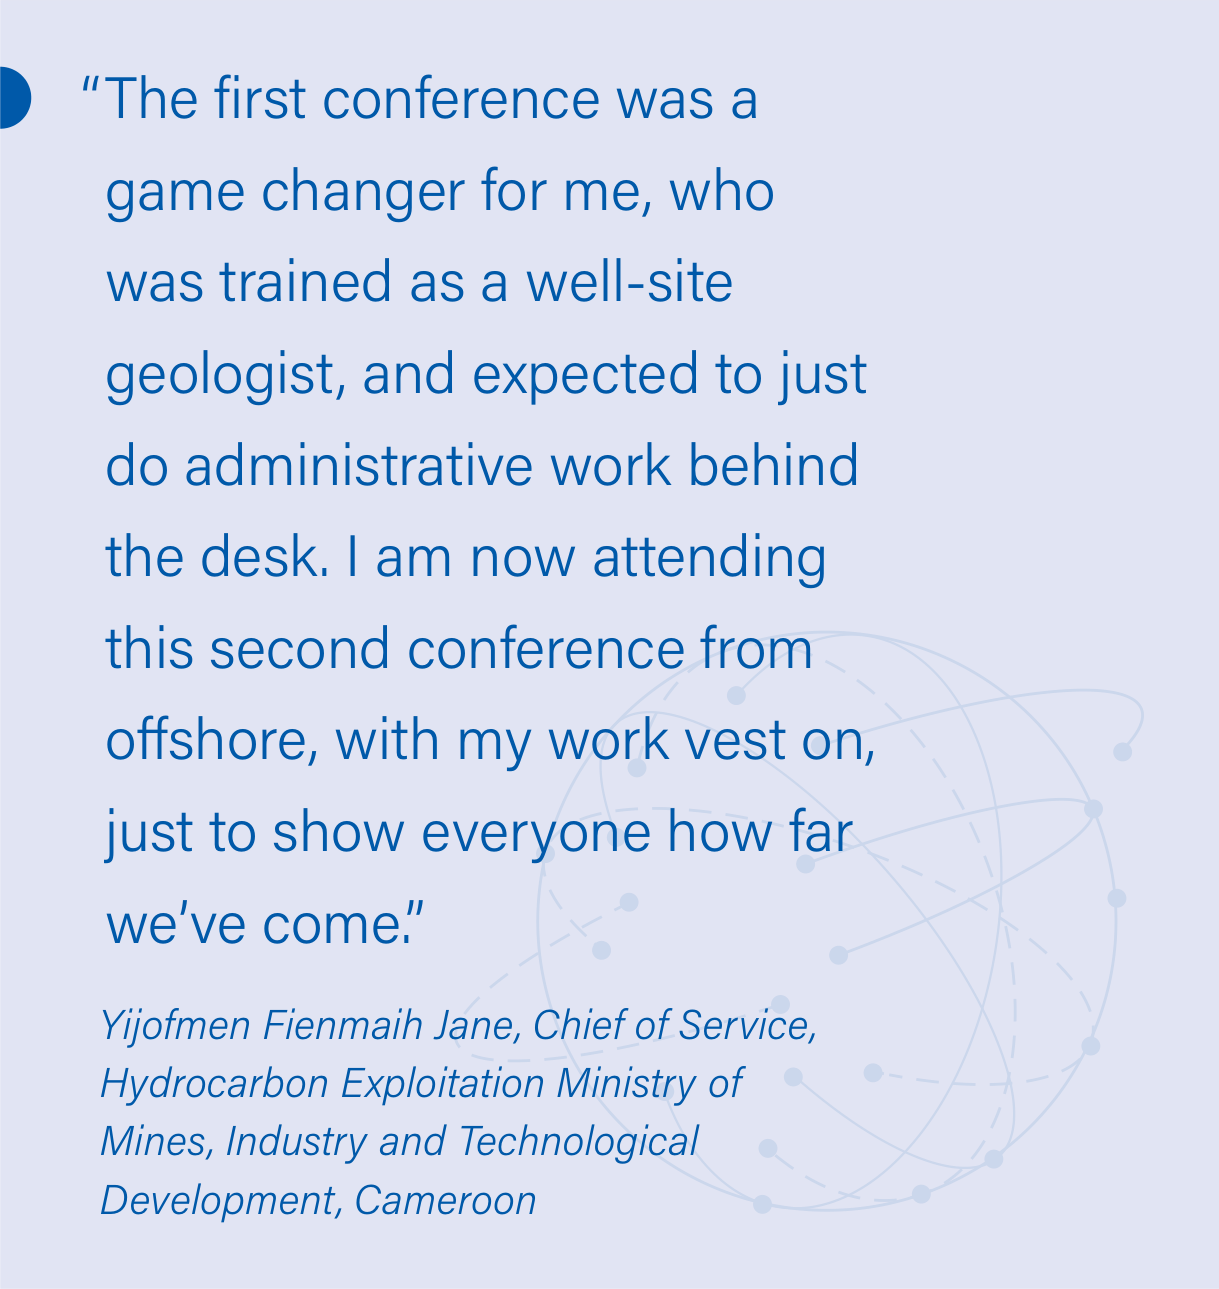 “The first conference was a
game changer for me, who
was trained as a well-site
geologist, and expected to just
do administrative work behind
the desk. I am now attending
this second conference from
offshore, with my work vest on,
just to show everyone how far
we’ve come.”
Yijofmen Fienmaih Jane, Chief of Service,
Hydrocarbon Exploitation Ministry of
Mines, Industry and Technological
Development, Cameroon